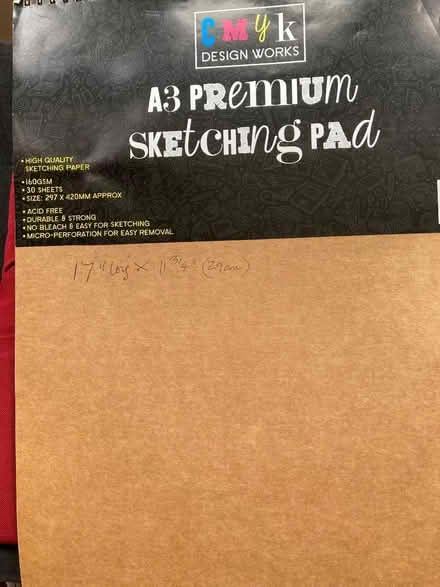 CMYK
DESIGN WORKS
A3 PREMIUM
SKETCHING PAD
• HIGH QUALITY
SKETCHING PAPER
• 160GSM
• 30 SHEETS
• SIZE: 297 X 420MM APPROX
• ACID FREE
• DURABLE & STRONG
• NO BLEACH & EASY FOR SKETCHING
• MICRO-PERFORATION FOR EASY REMOVAL
17" long × 11 3/4" (29cm)